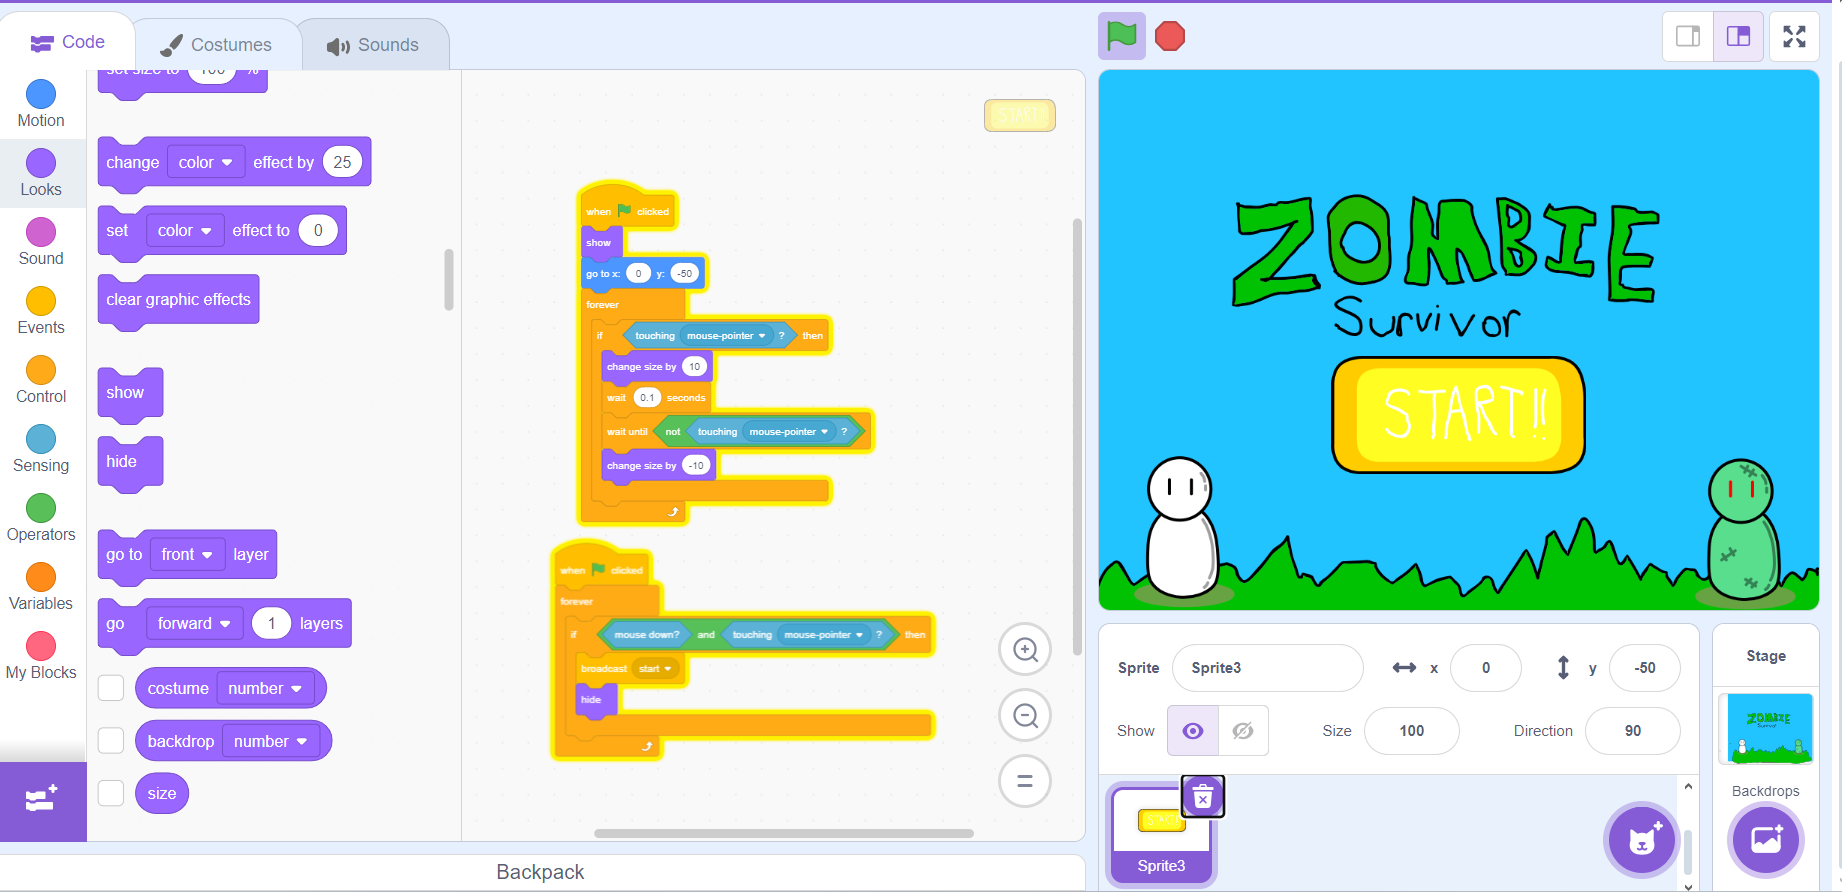 Code
Costumes
Sounds
Motion
Looks
Sound
Events
Control
Sensing
Operators
Variables
My Blocks
set size to 100 %
change color effect by 25
set color effect to 0
clear graphic effects
show
hide
go to front layer
go forward 1 layers
costume number
backdrop number
size
START!!
when clicked
show
go to x: 0 y: -50
forever
if touching mouse-pointer ? then
change size by 10
wait 0.1 seconds
wait until not touching mouse-pointer ?
change size by -10
when clicked
forever
if mouse down? and touching mouse-pointer ? then
broadcast start
hide
Backpack
ZOMBIE
Survivor
START!!
Sprite Sprite3 x 0 y -50
Show Size 100 Direction 90
Sprite3
Stage
ZOMBIE
Survivor
Backdrops